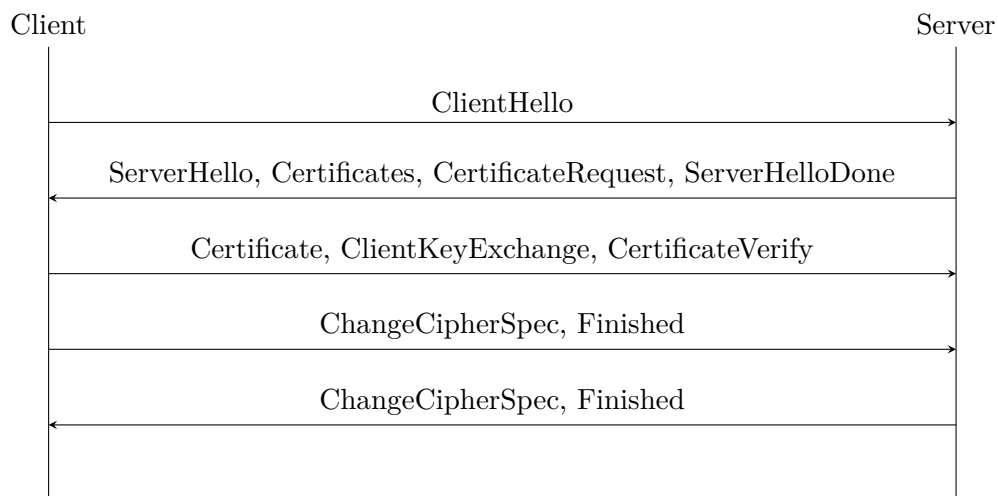 Client Server
ClientHello
ServerHello, Certificates, CertificateRequest, ServerHelloDone
Certificate, ClientKeyExchange, CertificateVerify
ChangeCipherSpec, Finished
ChangeCipherSpec, Finished